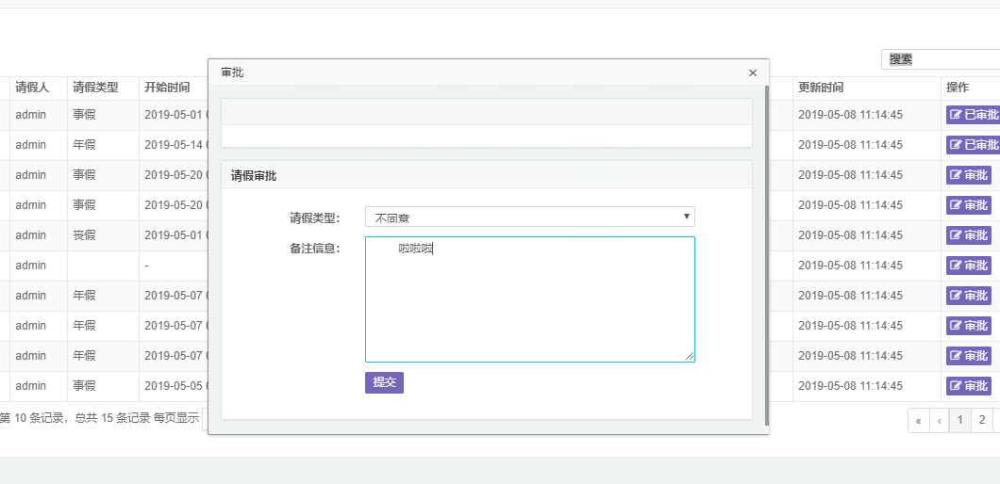 搜索
审批 ×
请假人 请假类型 开始时间 更新时间 操作
admin 事假 2019-05-01 2019-05-08 11:14:45 已审批
admin 年假 2019-05-14 2019-05-08 11:14:45 已审批
admin 事假 2019-05-20 2019-05-08 11:14:45 审批
请假审批
admin 事假 2019-05-20 2019-05-08 11:14:45 审批
请假类型： 不同意
admin 丧假 2019-05-01 2019-05-08 11:14:45 审批
备注信息： 啦啦啦
admin - 2019-05-08 11:14:45 审批
admin 年假 2019-05-07 2019-05-08 11:14:45 审批
admin 年假 2019-05-07 2019-05-08 11:14:45 审批
admin 年假 2019-05-07 2019-05-08 11:14:45 审批
admin 事假 2019-05-05 2019-05-08 11:14:45 审批
提交
第 10 条记录，总共 15 条记录 每页显示 « ‹ 1 2